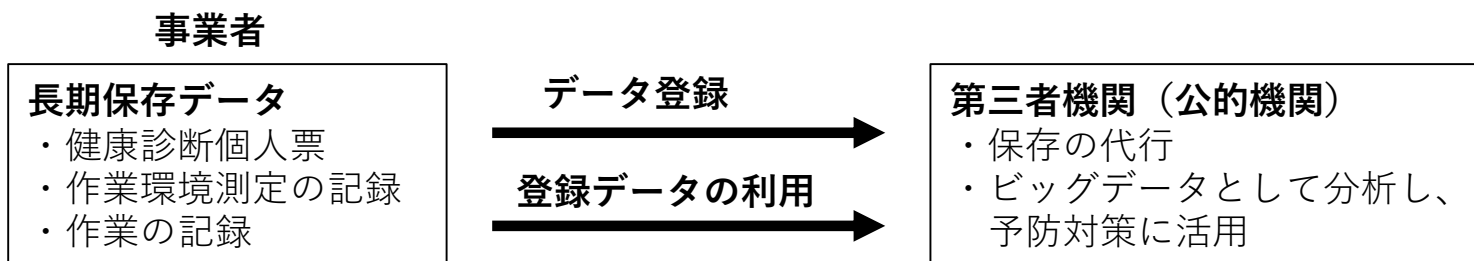 事業者
長期保存データ
・健康診断個人票
・作業環境測定の記録
・作業の記録
データ登録
登録データの利用
第三者機関（公的機関）
・保存の代行
・ビッグデータとして分析し、
予防対策に活用